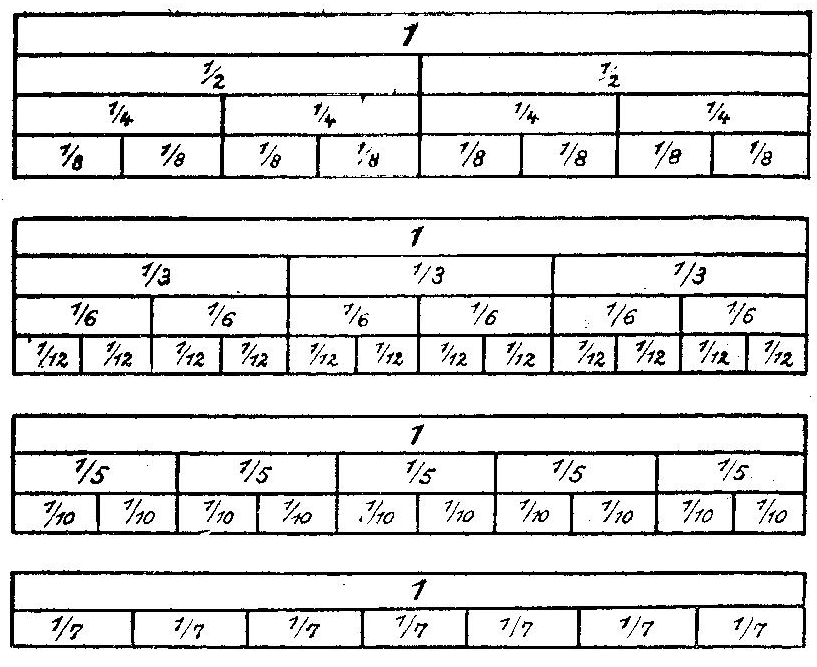 1
1/2 1/2
1/4 1/4 1/4 1/4
1/8 1/8 1/8 1/8 1/8 1/8 1/8 1/8
1
1/3 1/3 1/3
1/6 1/6 1/6 1/6 1/6 1/6
1/12 1/12 1/12 1/12 1/12 1/12 1/12 1/12 1/12 1/12 1/12 1/12
1
1/5 1/5 1/5 1/5 1/5
1/10 1/10 1/10 1/10 1/10 1/10 1/10 1/10 1/10 1/10
1
1/7 1/7 1/7 1/7 1/7 1/7 1/7